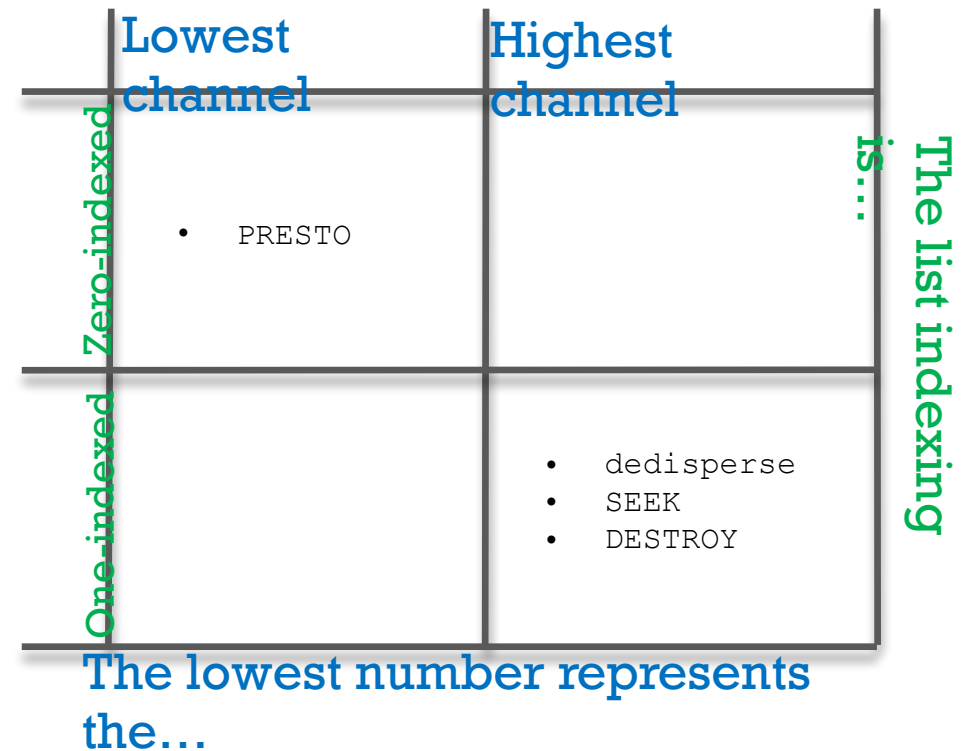 Lowest
channel
Highest
channel
Zero-indexed
• PRESTO
The list indexing
is…
One-indexed
• dedisperse
• SEEK
• DESTROY
The lowest number represents
the…